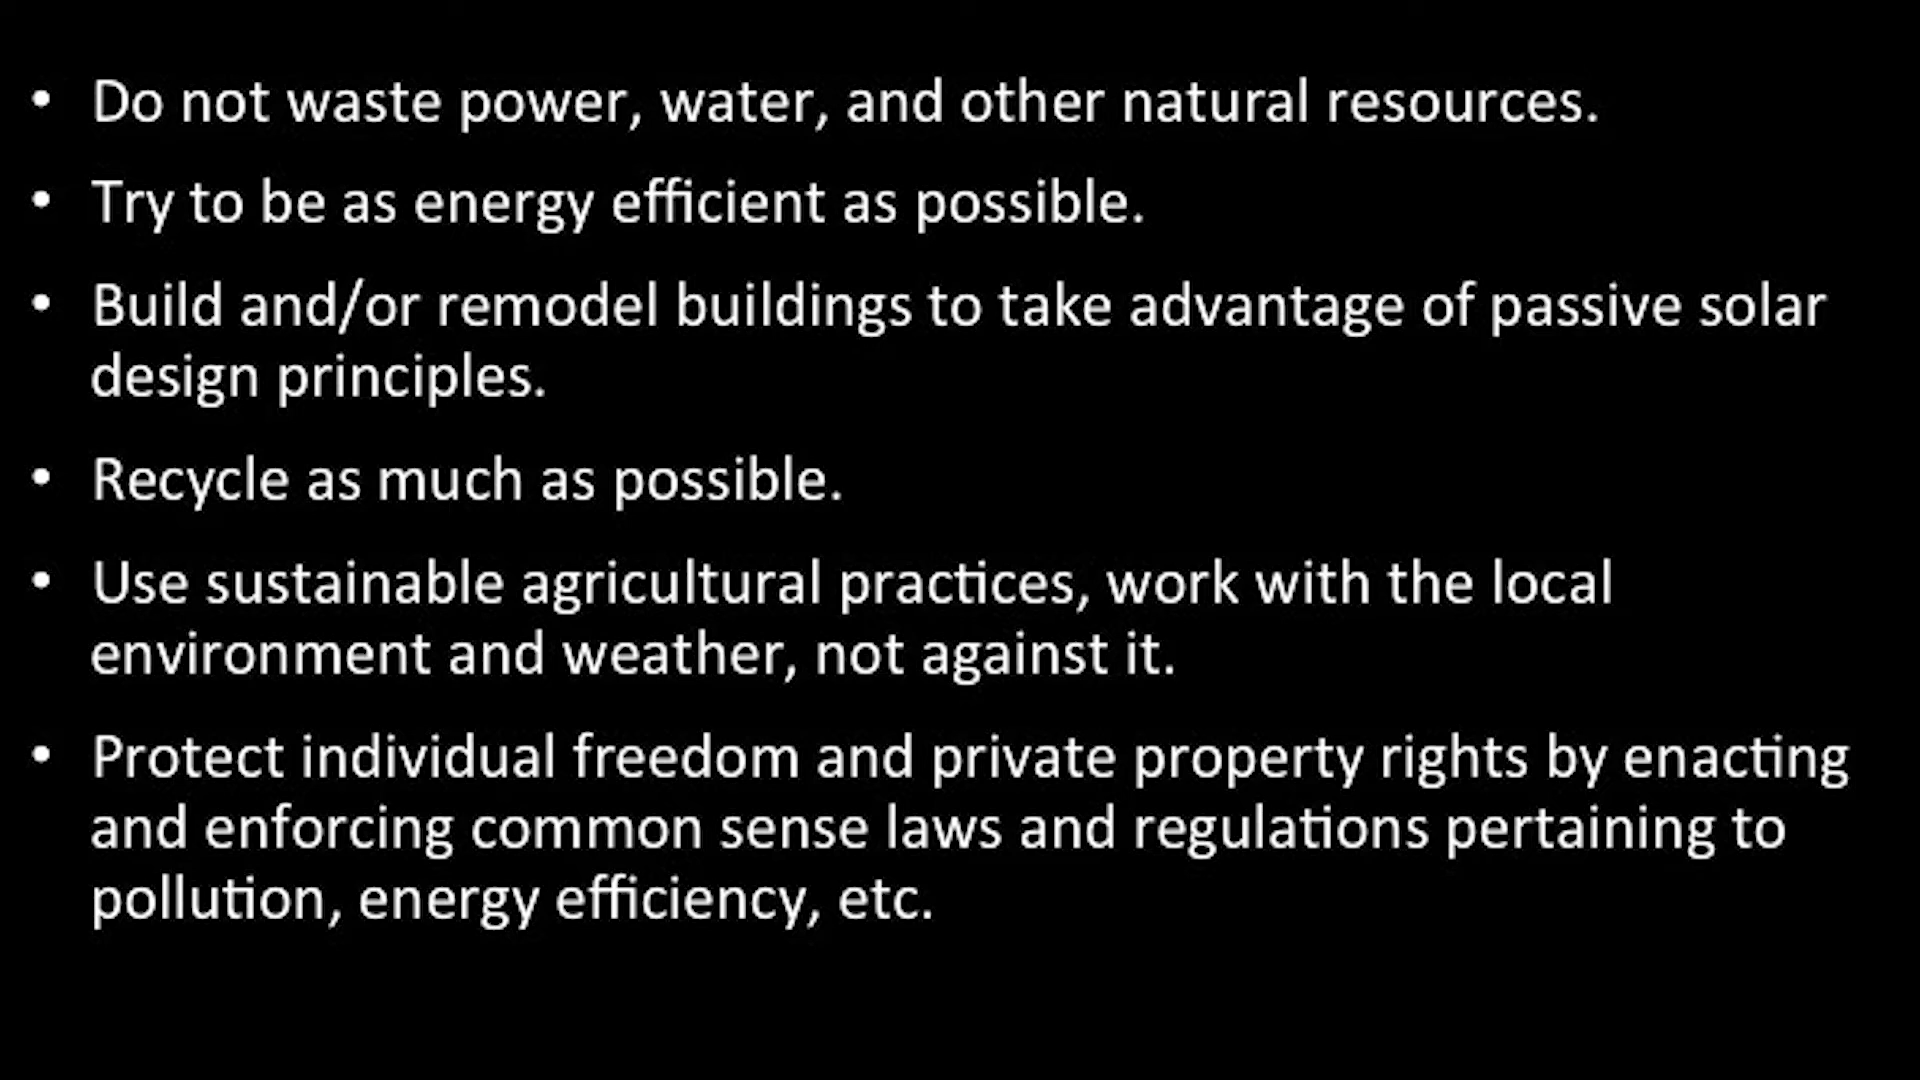 • Do not waste power, water, and other natural resources.
• Try to be as energy efficient as possible.
• Build and/or remodel buildings to take advantage of passive solar
design principles.
• Recycle as much as possible.
• Use sustainable agricultural practices, work with the local
environment and weather, not against it.
• Protect individual freedom and private property rights by enacting
and enforcing common sense laws and regulations pertaining to
pollution, energy efficiency, etc.